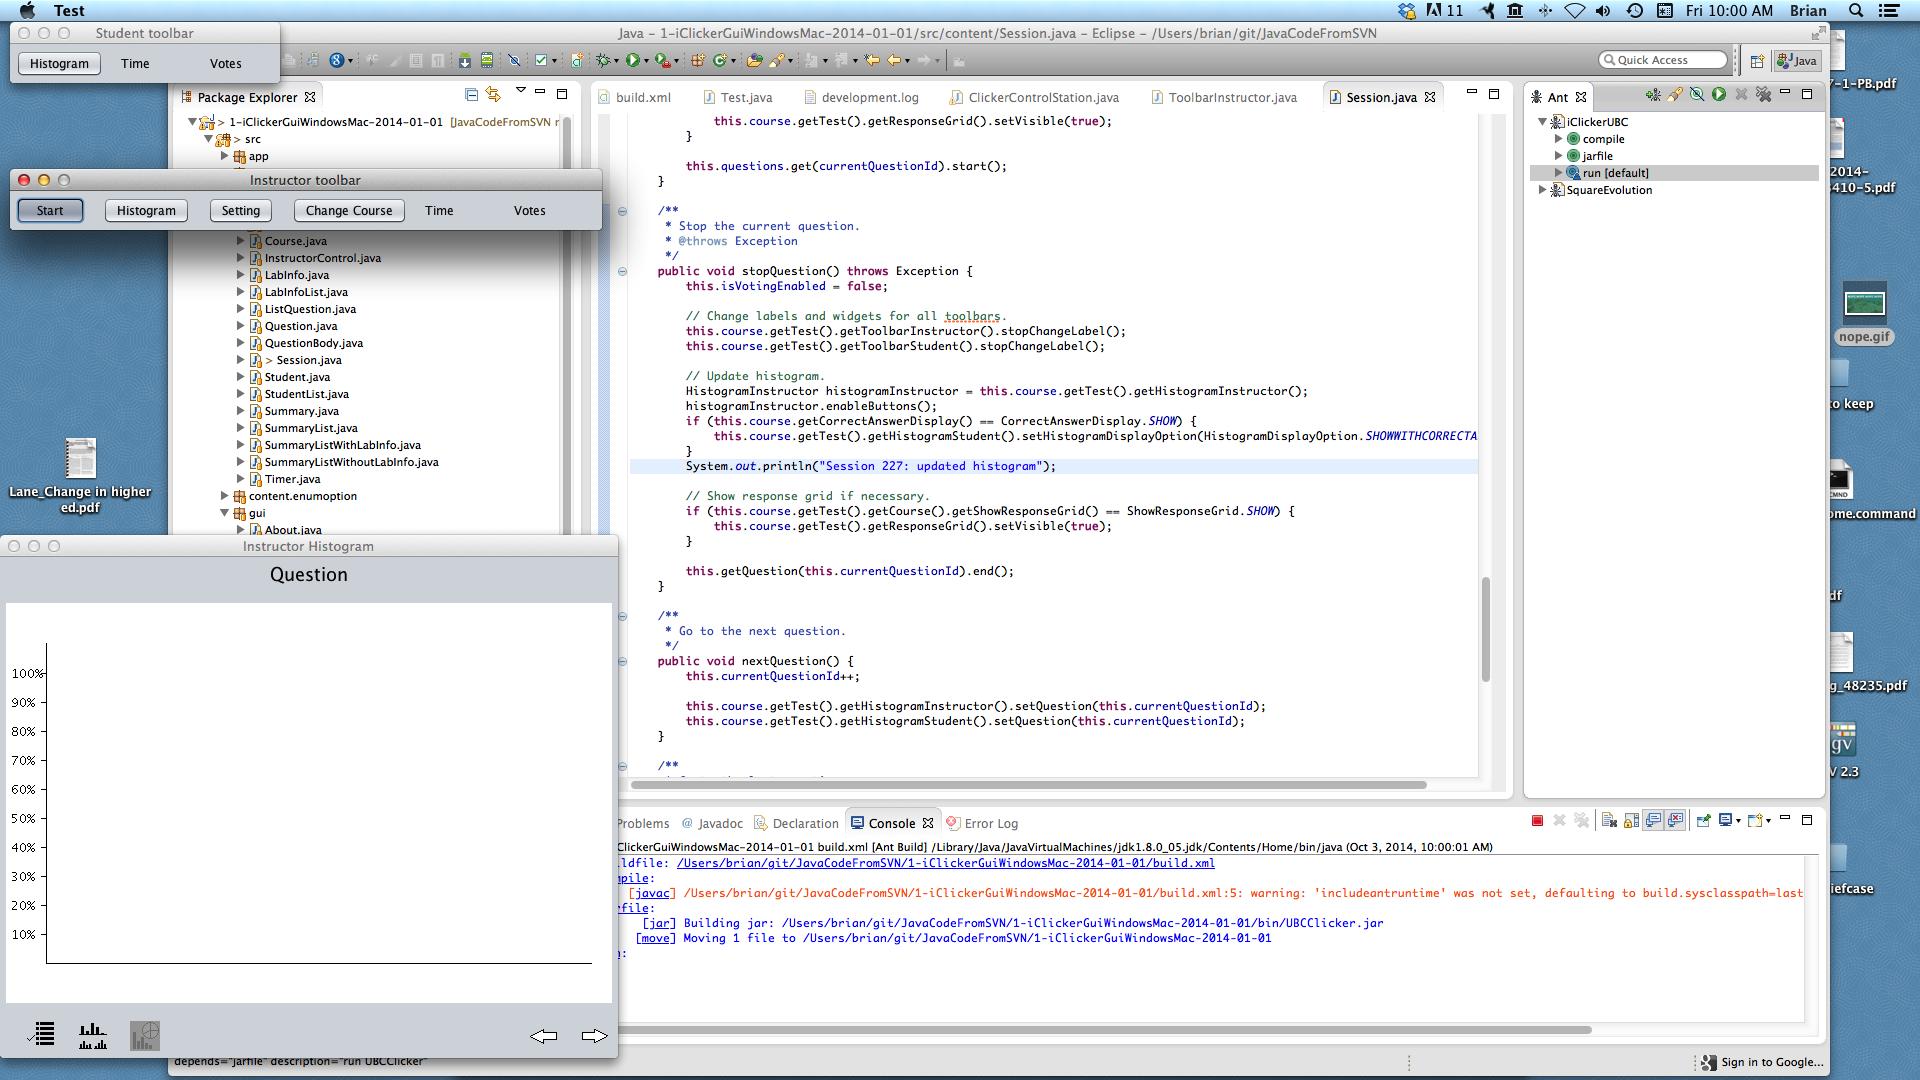 Test
11
Fri 10:00 AM
Brian
Student toolbar
Histogram
Time
Votes
Java - 1-iClickerGuiWindowsMac-2014-01-01/src/content/Session.java - Eclipse - /Users/brian/git/JavaCodeFromSVN
Quick Access
Java
Package Explorer
build.xml
Test.java
development.log
ClickerControlStation.java
ToolbarInstructor.java
Session.java
> 1-iClickerGuiWindowsMac-2014-01-01 [JavaCodeFromSVN r
> src
app
Instructor toolbar
Start
Histogram
Setting
Change Course
Time
Votes
Course.java
InstructorControl.java
LabInfo.java
LabInfoList.java
ListQuestion.java
Question.java
QuestionBody.java
> Session.java
Student.java
StudentList.java
Summary.java
SummaryList.java
SummaryListWithLabInfo.java
SummaryListWithoutLabInfo.java
Timer.java
content.enumoption
gui
About.java
this.course.getTest().getResponseGrid().setVisible(true);
}
this.questions.get(currentQuestionId).start();
}
/**
* Stop the current question.
* @throws Exception
*/
public void stopQuestion() throws Exception {
this.isVotingEnabled = false;
// Change labels and widgets for all toolbars.
this.course.getTest().getToolbarInstructor().stopChangeLabel();
this.course.getTest().getToolbarStudent().stopChangeLabel();
// Update histogram.
HistogramInstructor histogramInstructor = this.course.getTest().getHistogramInstructor();
histogramInstructor.enableButtons();
if (this.course.getCorrectAnswerDisplay() == CorrectAnswerDisplay.SHOW) {
this.course.getTest().getHistogramStudent().setHistogramDisplayOption(HistogramDisplayOption.SHOWWITHCORRECTA
}
System.out.println("Session 227: updated histogram");
// Show response grid if necessary.
if (this.course.getTest().getCourse().getShowResponseGrid() == ShowResponseGrid.SHOW) {
this.course.getTest().getResponseGrid().setVisible(true);
}
this.getQuestion(this.currentQuestionId).end();
}
/**
* Go to the next question.
*/
public void nextQuestion() {
this.currentQuestionId++;
this.course.getTest().getHistogramInstructor().setQuestion(this.currentQuestionId);
this.course.getTest().getHistogramStudent().setQuestion(this.currentQuestionId);
}
/**
Ant
iClickerUBC
compile
jarfile
run [default]
SquareEvolution
7-1-PB.pdf
2014-
3410-5.pdf
nope.gif
to keep
CMND
ome.command
df
g_48235.pdf
gv
V 2.3
iefcase
Lane_Change in higher
ed.pdf
Instructor Histogram
Question
100%
90%
80%
70%
60%
50%
40%
30%
20%
10%
Problems
@ Javadoc
Declaration
Console
Error Log
ClickerGuiWindowsMac-2014-01-01 build.xml [Ant Build] /Library/Java/JavaVirtualMachines/jdk1.8.0_05.jdk/Contents/Home/bin/java (Oct 3, 2014, 10:00:01 AM)
ildfile: /Users/brian/git/JavaCodeFromSVN/1-iClickerGuiWindowsMac-2014-01-01/build.xml
mpile:
[javac] /Users/brian/git/JavaCodeFromSVN/1-iClickerGuiWindowsMac-2014-01-01/build.xml:5: warning: 'includeantruntime' was not set, defaulting to build.sysclasspath=last
rfile:
[jar] Building jar: /Users/brian/git/JavaCodeFromSVN/1-iClickerGuiWindowsMac-2014-01-01/bin/UBCClicker.jar
[move] Moving 1 file to /Users/brian/git/JavaCodeFromSVN/1-iClickerGuiWindowsMac-2014-01-01
n:
depends="jarfile" description="run UBCClicker"
Sign in to Google...